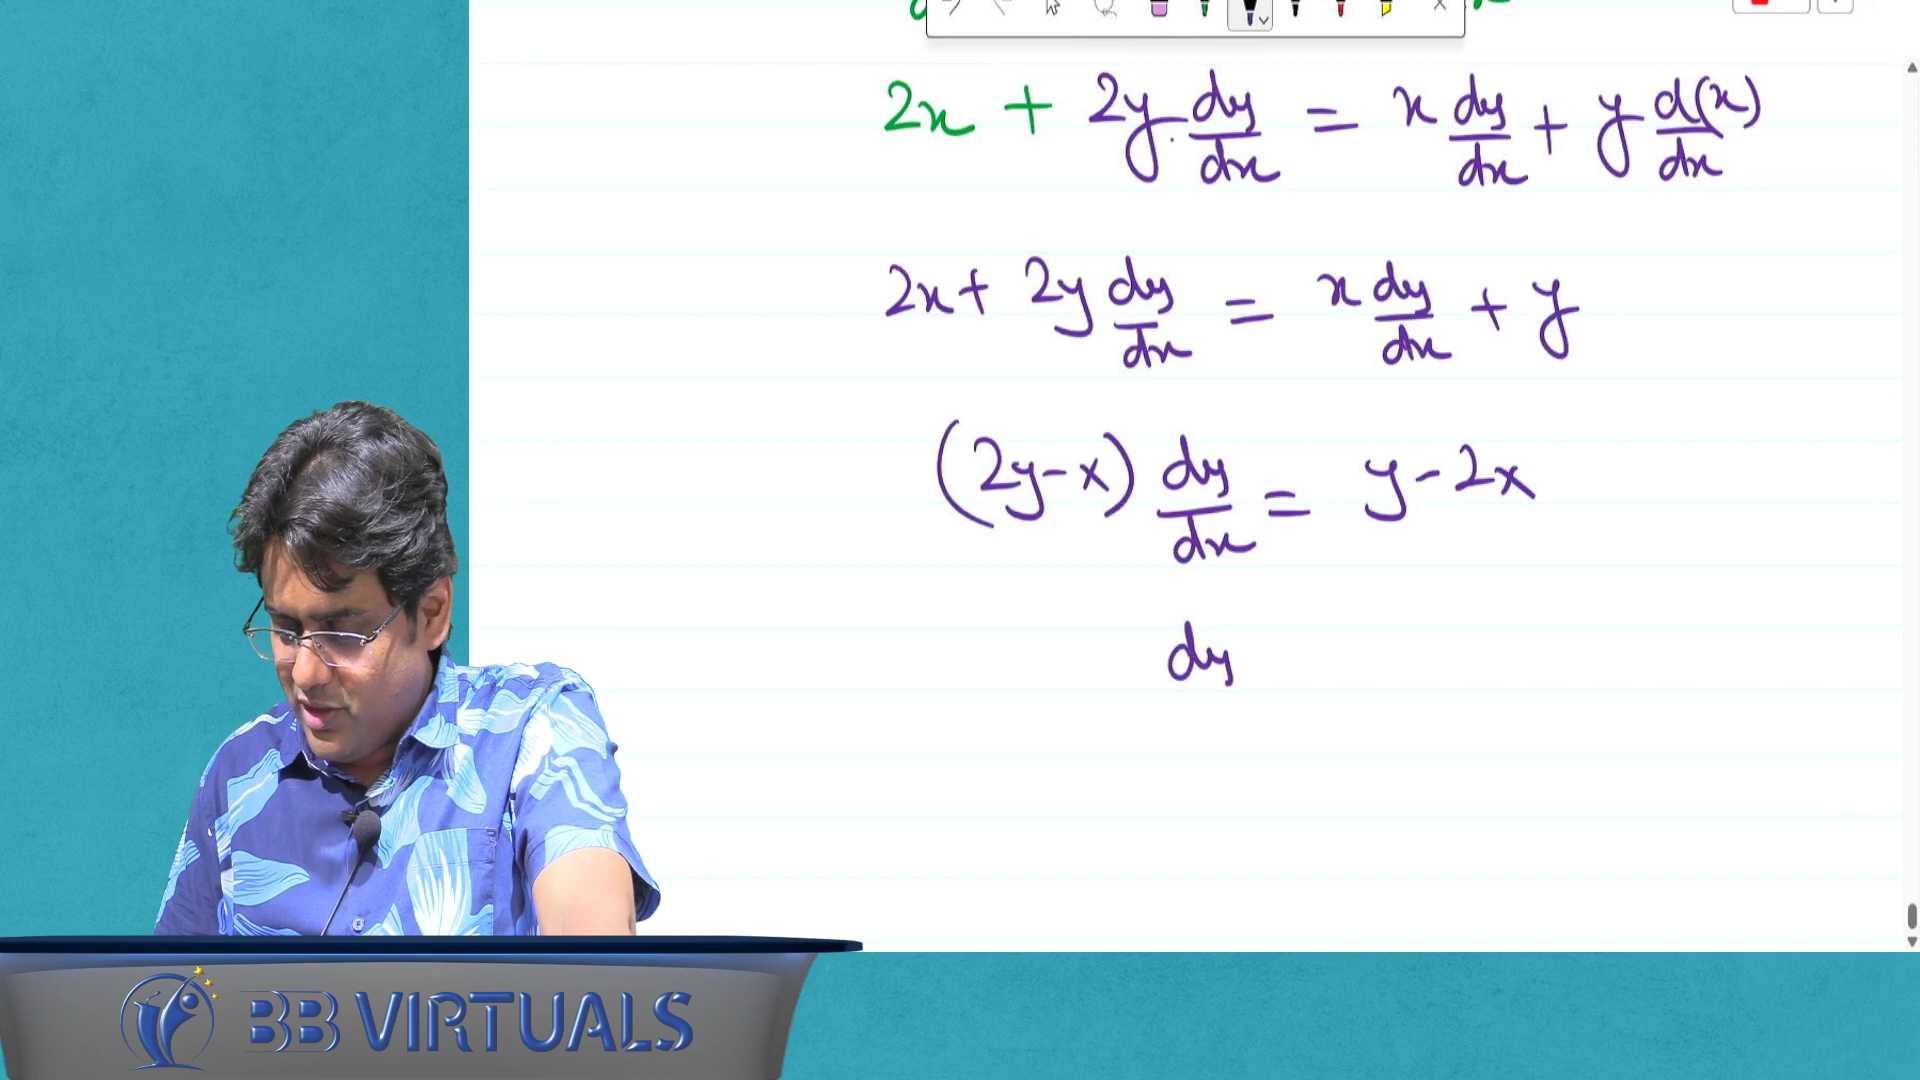 2x + 2y · dy/dx = x dy/dx + y d(x)/dx
2x + 2y dy/dx = x dy/dx + y
(2y - x) dy/dx = y - 2x
dy
BB VIRTUALS